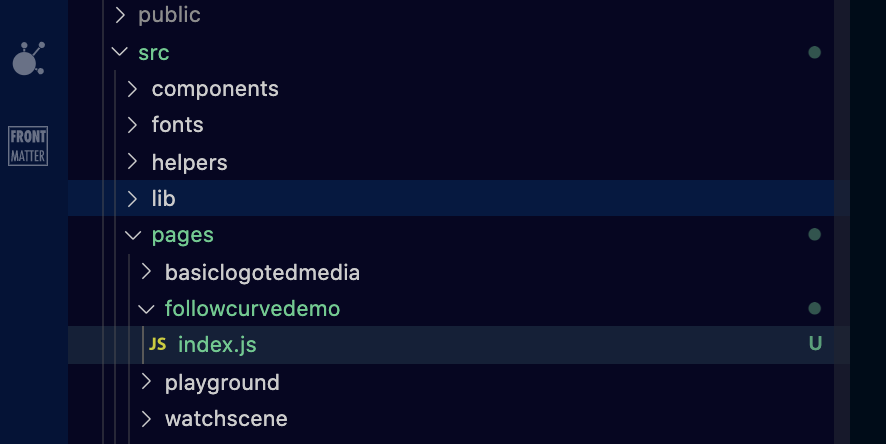 public
src
FRONT
MATTER
components
fonts
helpers
lib
pages
basiclogotedmedia
followcurvedemo
JS index.js U
playground
watchscene